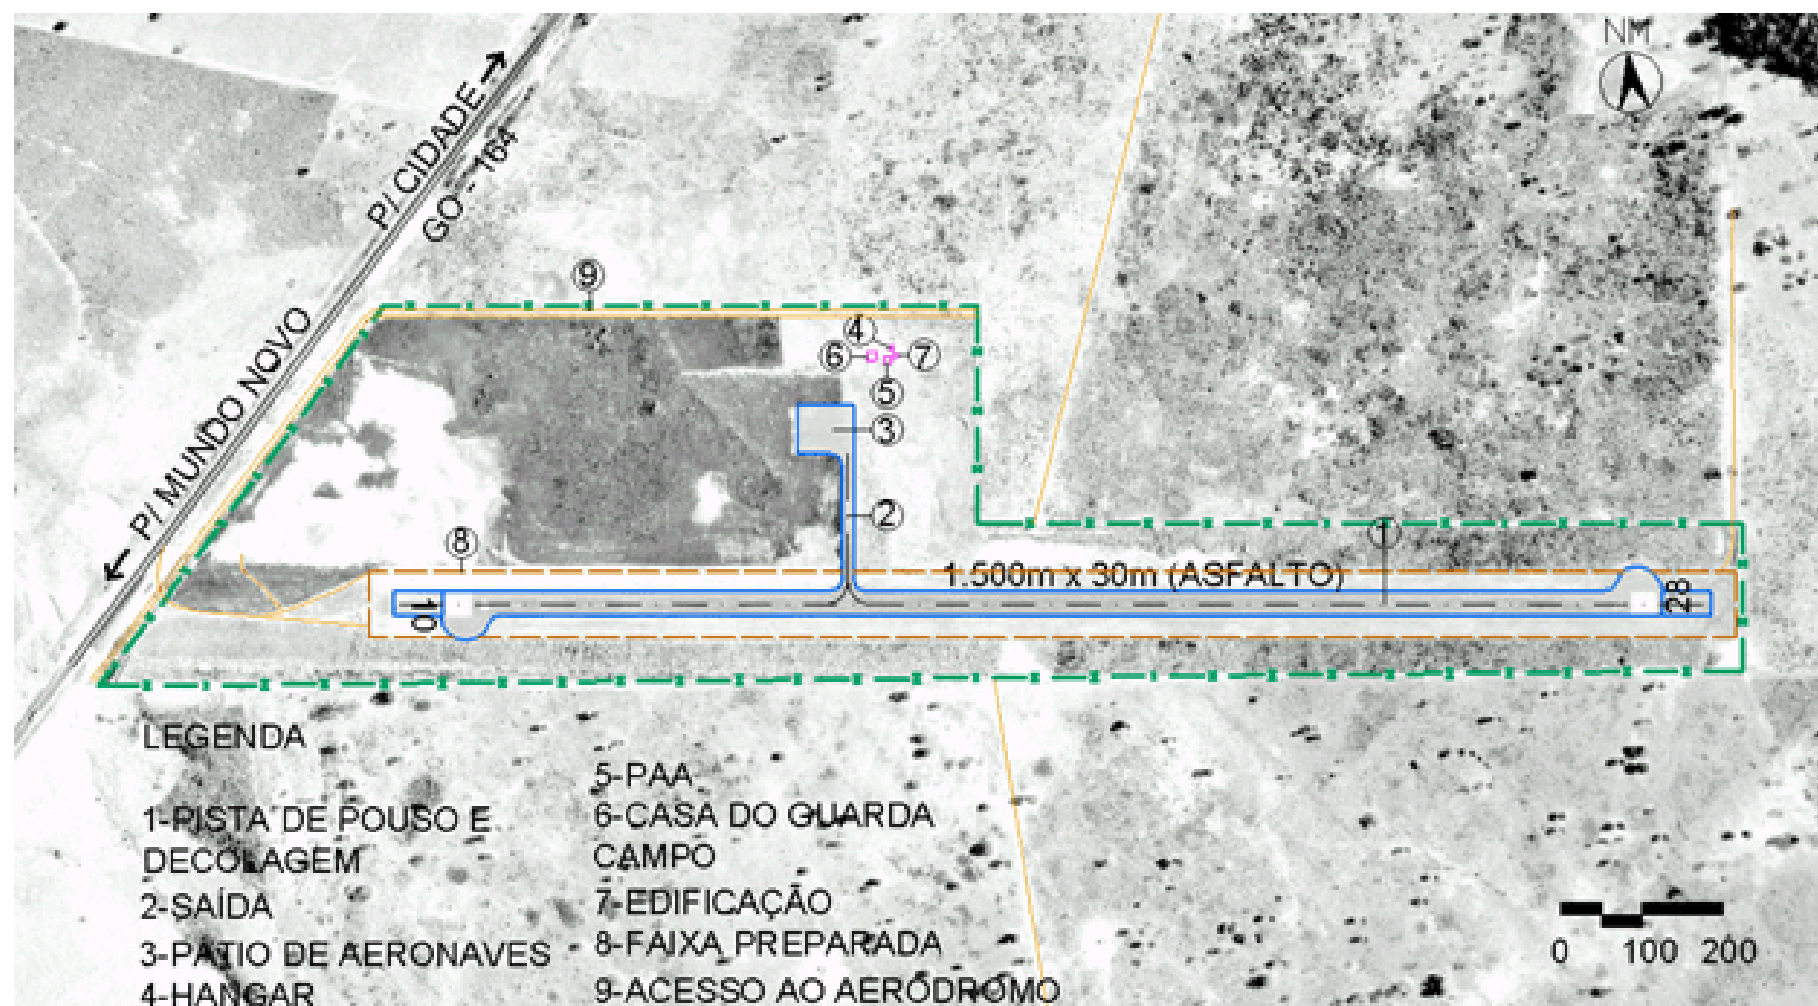 NM
P/ CIDADE
GO - 164
9
P/ MUNDO NOVO
4
6
7
5
3
2
8
1
1.500m x 30m (ASFALTO)
10
28
LEGENDA
1-PISTA DE POUSO E
DECOLAGEM
2-SAÍDA
3-PATIO DE AERONAVES
4-HANGAR
5-PAA
6-CASA DO GUARDA
CAMPO
7-EDIFICAÇÃO
8-FAIXA PREPARADA
9-ACESSO AO AERÓDROMO
0 100 200